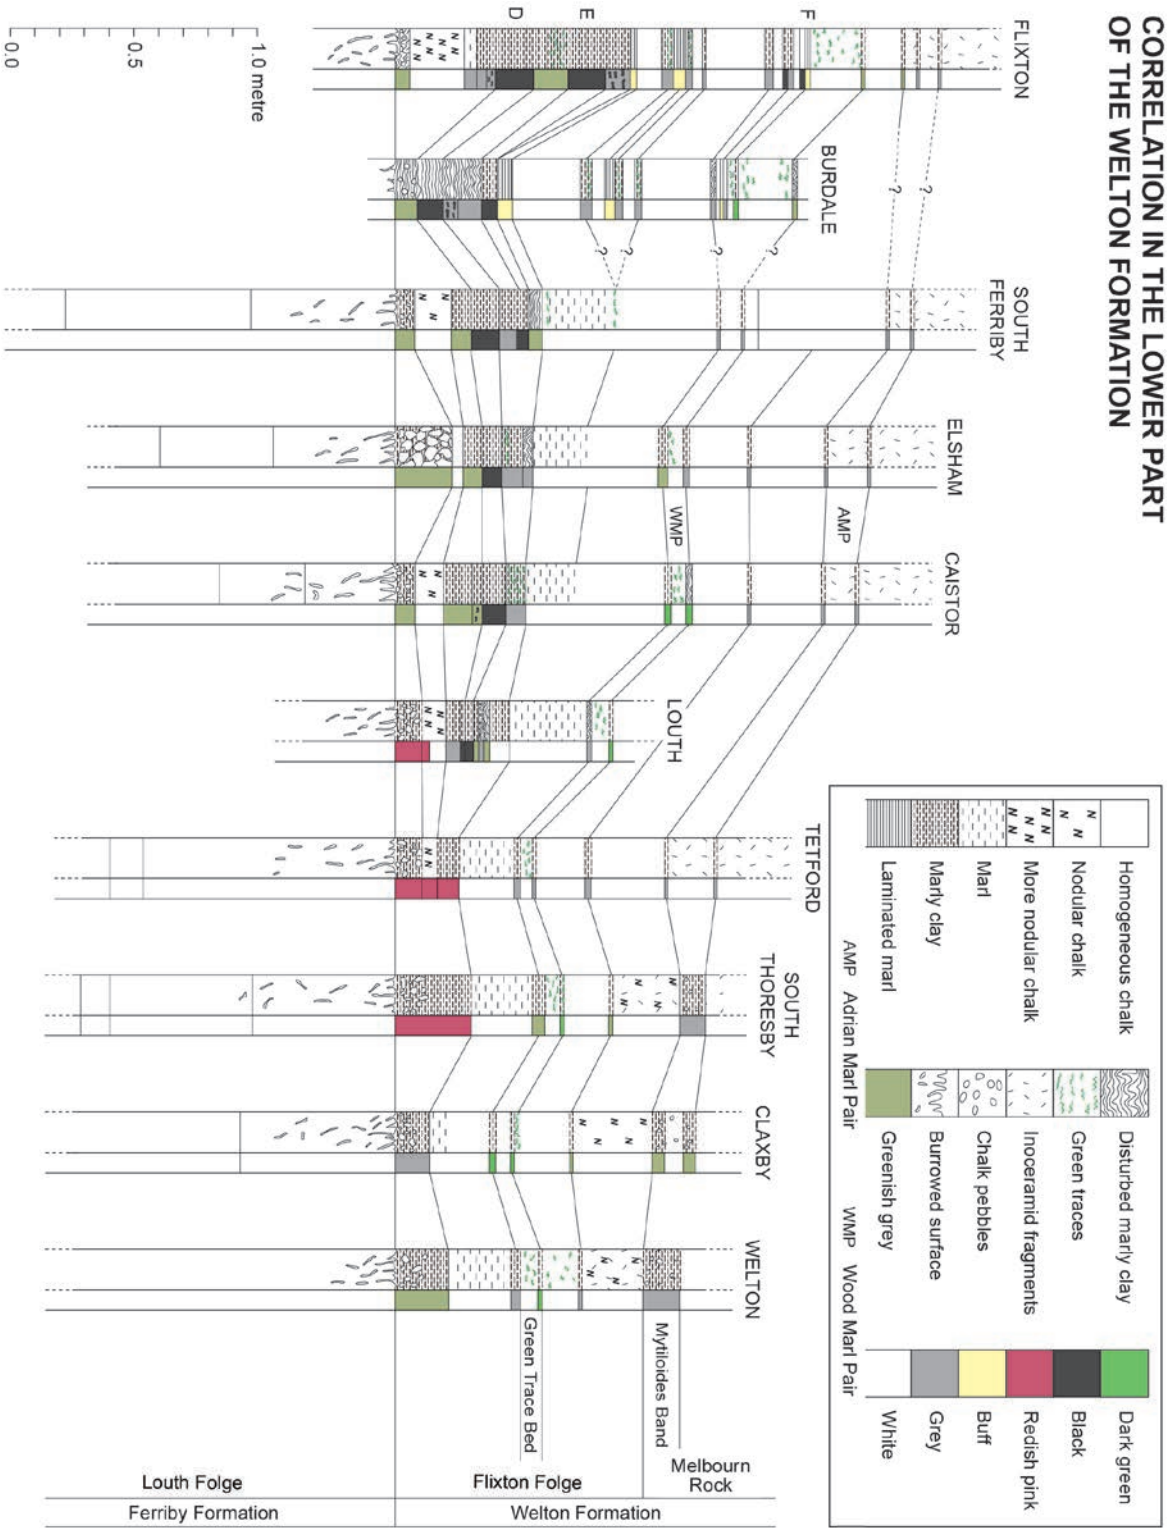 CORRELATION IN THE LOWER PART
OF THE WELTON FORMATION
FLIXTON
BURDALE
SOUTH
FERRIBY
ELSHAM
CAISTOR
LOUTH
TETFORD
SOUTH
THORESBY
CLAXBY
WELTON
F
E
D
1.0 metre
0.5
0.0
? ?
? ? ? ?
N N N N N N N N
N N
WMP
AMP
N N N
N N N N
N N
N N N N
N N N N N N
N N N N N
Homogeneous chalk
Nodular chalk
More nodular chalk
Marl
Marly clay
Laminated marl
N N N
N N N N N N N
Disturbed marly clay
Green traces
Inoceramid fragments
Chalk pebbles
Burrowed surface
Greenish grey
Dark green
Black
Redish pink
Buff
Grey
White
AMP Adrian Marl Pair
WMP Wood Marl Pair
Mytiloides Band
Green Trace Bed
Melbourn
Rock
Flixton Folge
Louth Folge
Welton Formation
Ferriby Formation